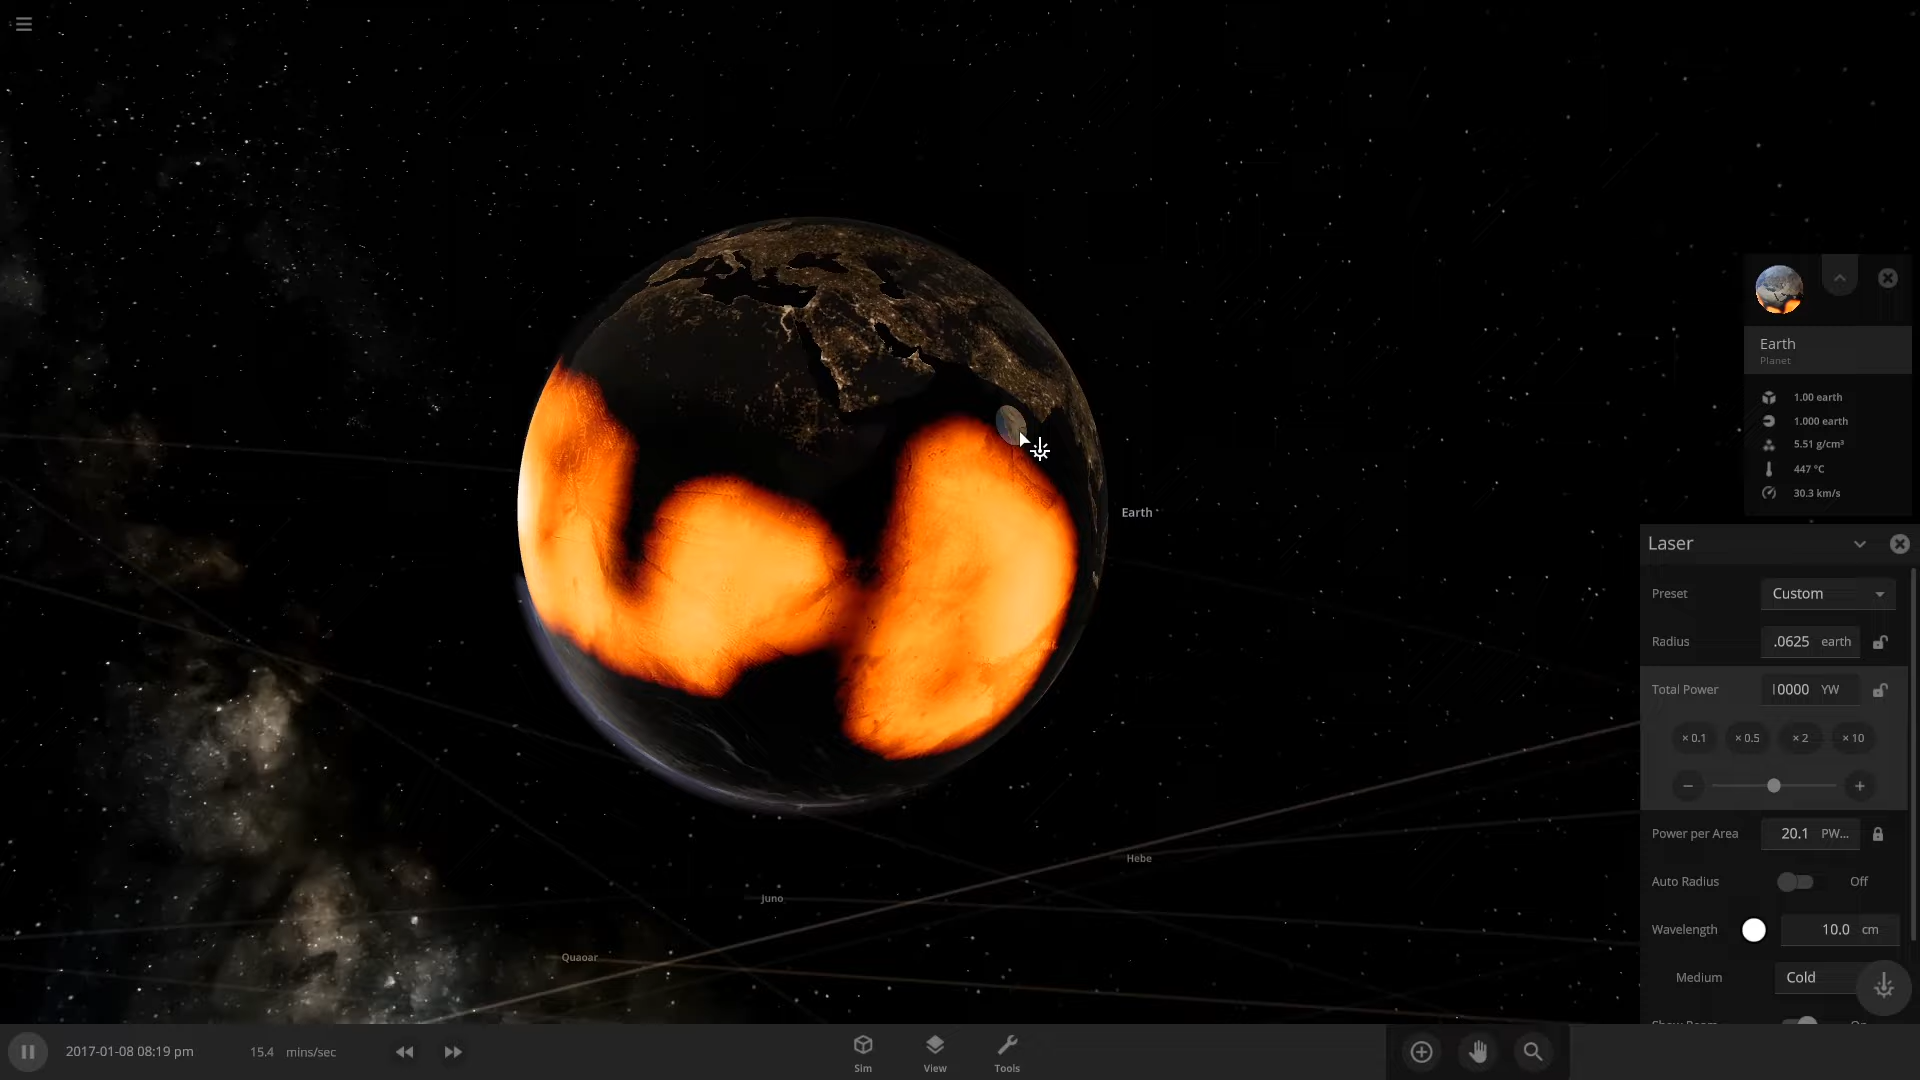 Earth
Planet
1.00 earth
1.000 earth
5.51 g/cm³
447 °C
30.3 km/s
Earth
Laser
Preset Custom
Radius .0625 earth
Total Power 0000 YW
× 0.1 × 0.5 × 2 × 10
Power per Area 20.1 PW...
Auto Radius Off
Wavelength 10.0 cm
Medium Cold
Hebe
Juno
Quaoar
2017-01-08 08:19 pm 15.4 mins/sec
Sim View Tools